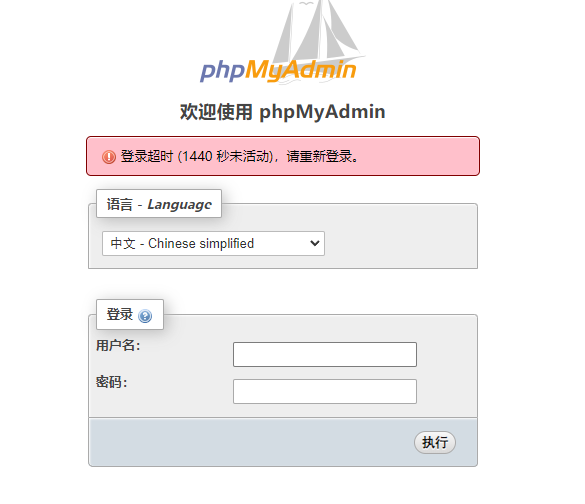 phpMyAdmin
欢迎使用 phpMyAdmin
登录超时 (1440 秒未活动)，请重新登录。
语言 - Language
中文 - Chinese simplified
登录
用户名：
密码：
执行